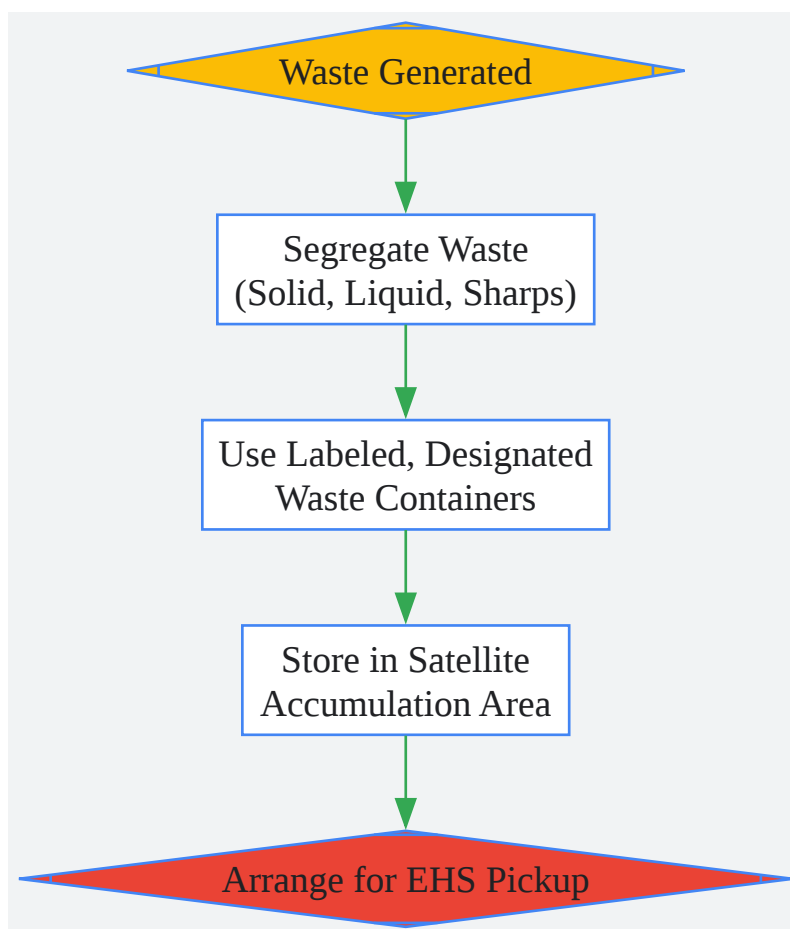 Waste Generated
Segregate Waste
(Solid, Liquid, Sharps)
Use Labeled, Designated
Waste Containers
Store in Satellite
Accumulation Area
Arrange for EHS Pickup